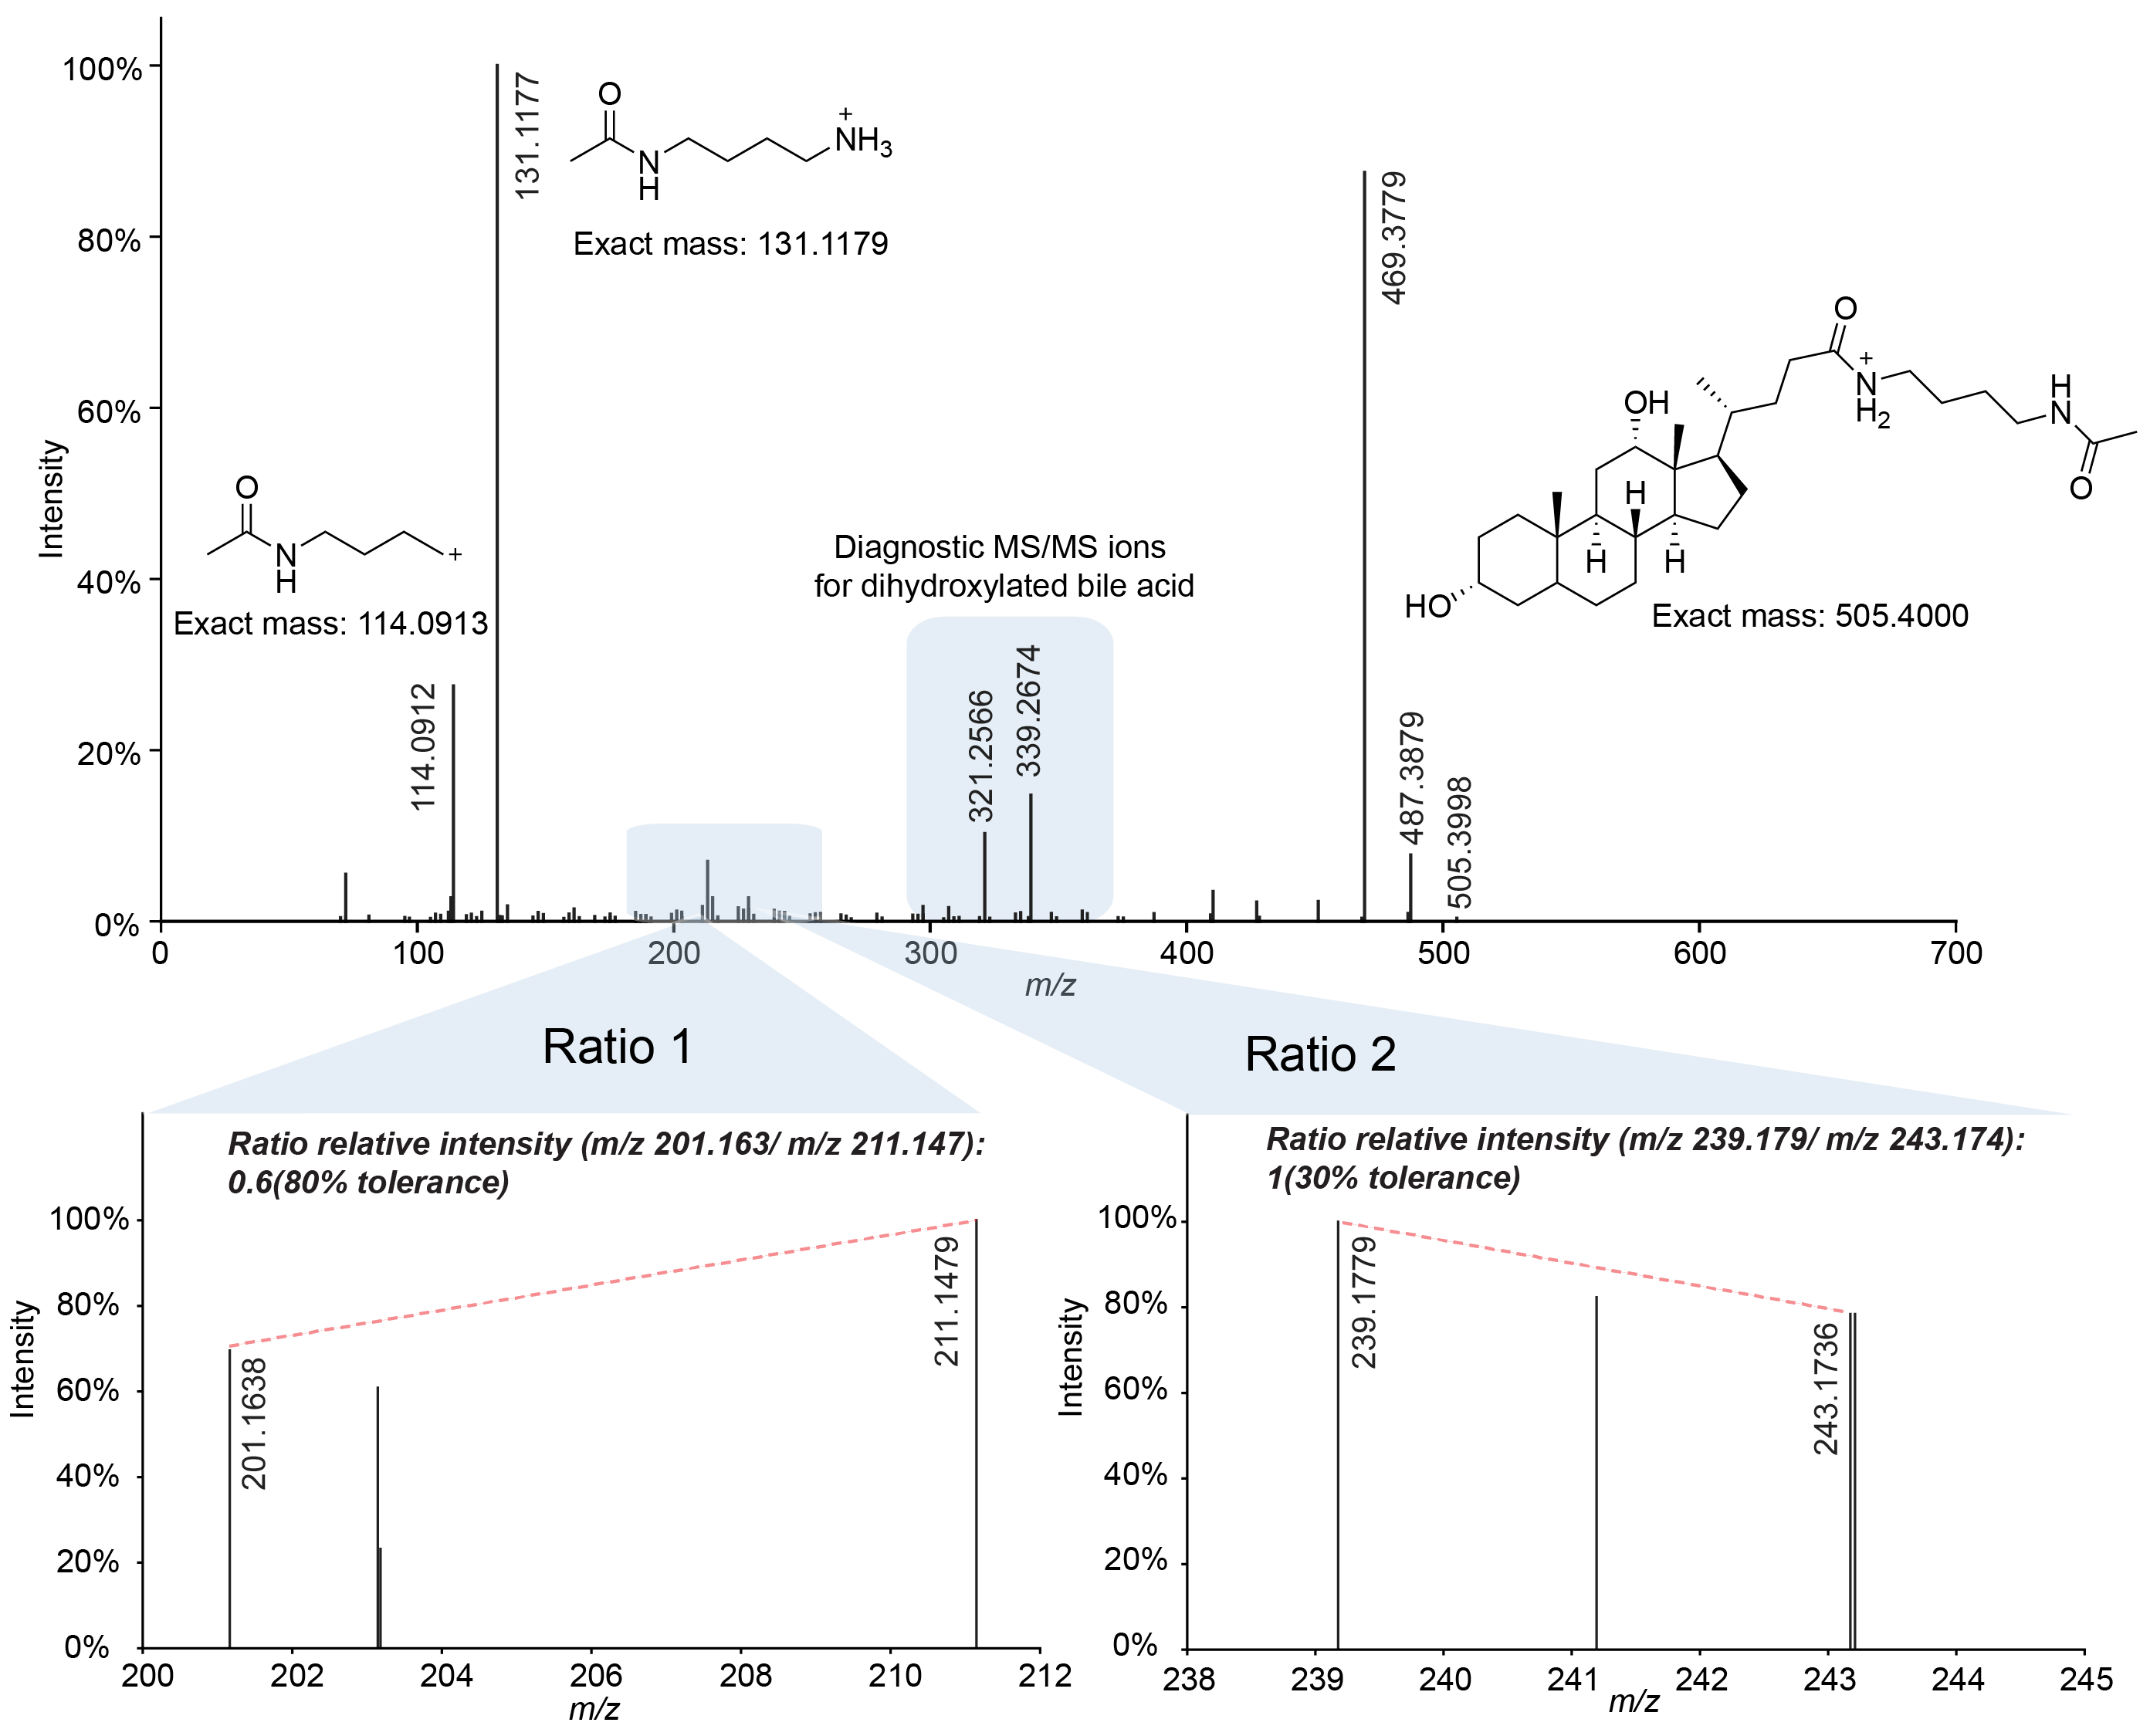 100%
80%
60%
40%
20%
0%
Intensity
0
100
200
300
400
500
600
700
m/z
131.1177
O
N
H
+
NH3
Exact mass: 131.1179
O
N
H
+
Exact mass: 114.0913
114.0912
Diagnostic MS/MS ions
for dihydroxylated bile acid
321.2566
339.2674
469.3779
487.3879
505.3998
O
+
N
H2
H
N
O
OH
H
H
H
HO
Exact mass: 505.4000
Ratio 1
Ratio 2
Ratio relative intensity (m/z 201.163/ m/z 211.147):
0.6(80% tolerance)
100%
80%
60%
40%
20%
0%
Intensity
201.1638
211.1479
200
202
204
206
208
210
212
m/z
Ratio relative intensity (m/z 239.179/ m/z 243.174):
1(30% tolerance)
100%
80%
60%
40%
20%
0%
Intensity
239.1779
243.1736
238
239
240
241
242
243
244
245
m/z